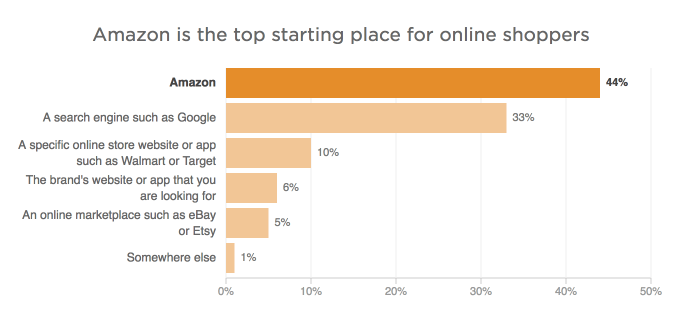 Amazon is the top starting place for online shoppers
Amazon
44%
A search engine such as Google
33%
A specific online store website or app
such as Walmart or Target
10%
The brand's website or app that you
are looking for
6%
An online marketplace such as eBay
or Etsy
5%
Somewhere else
1%
0% 10% 20% 30% 40% 50%